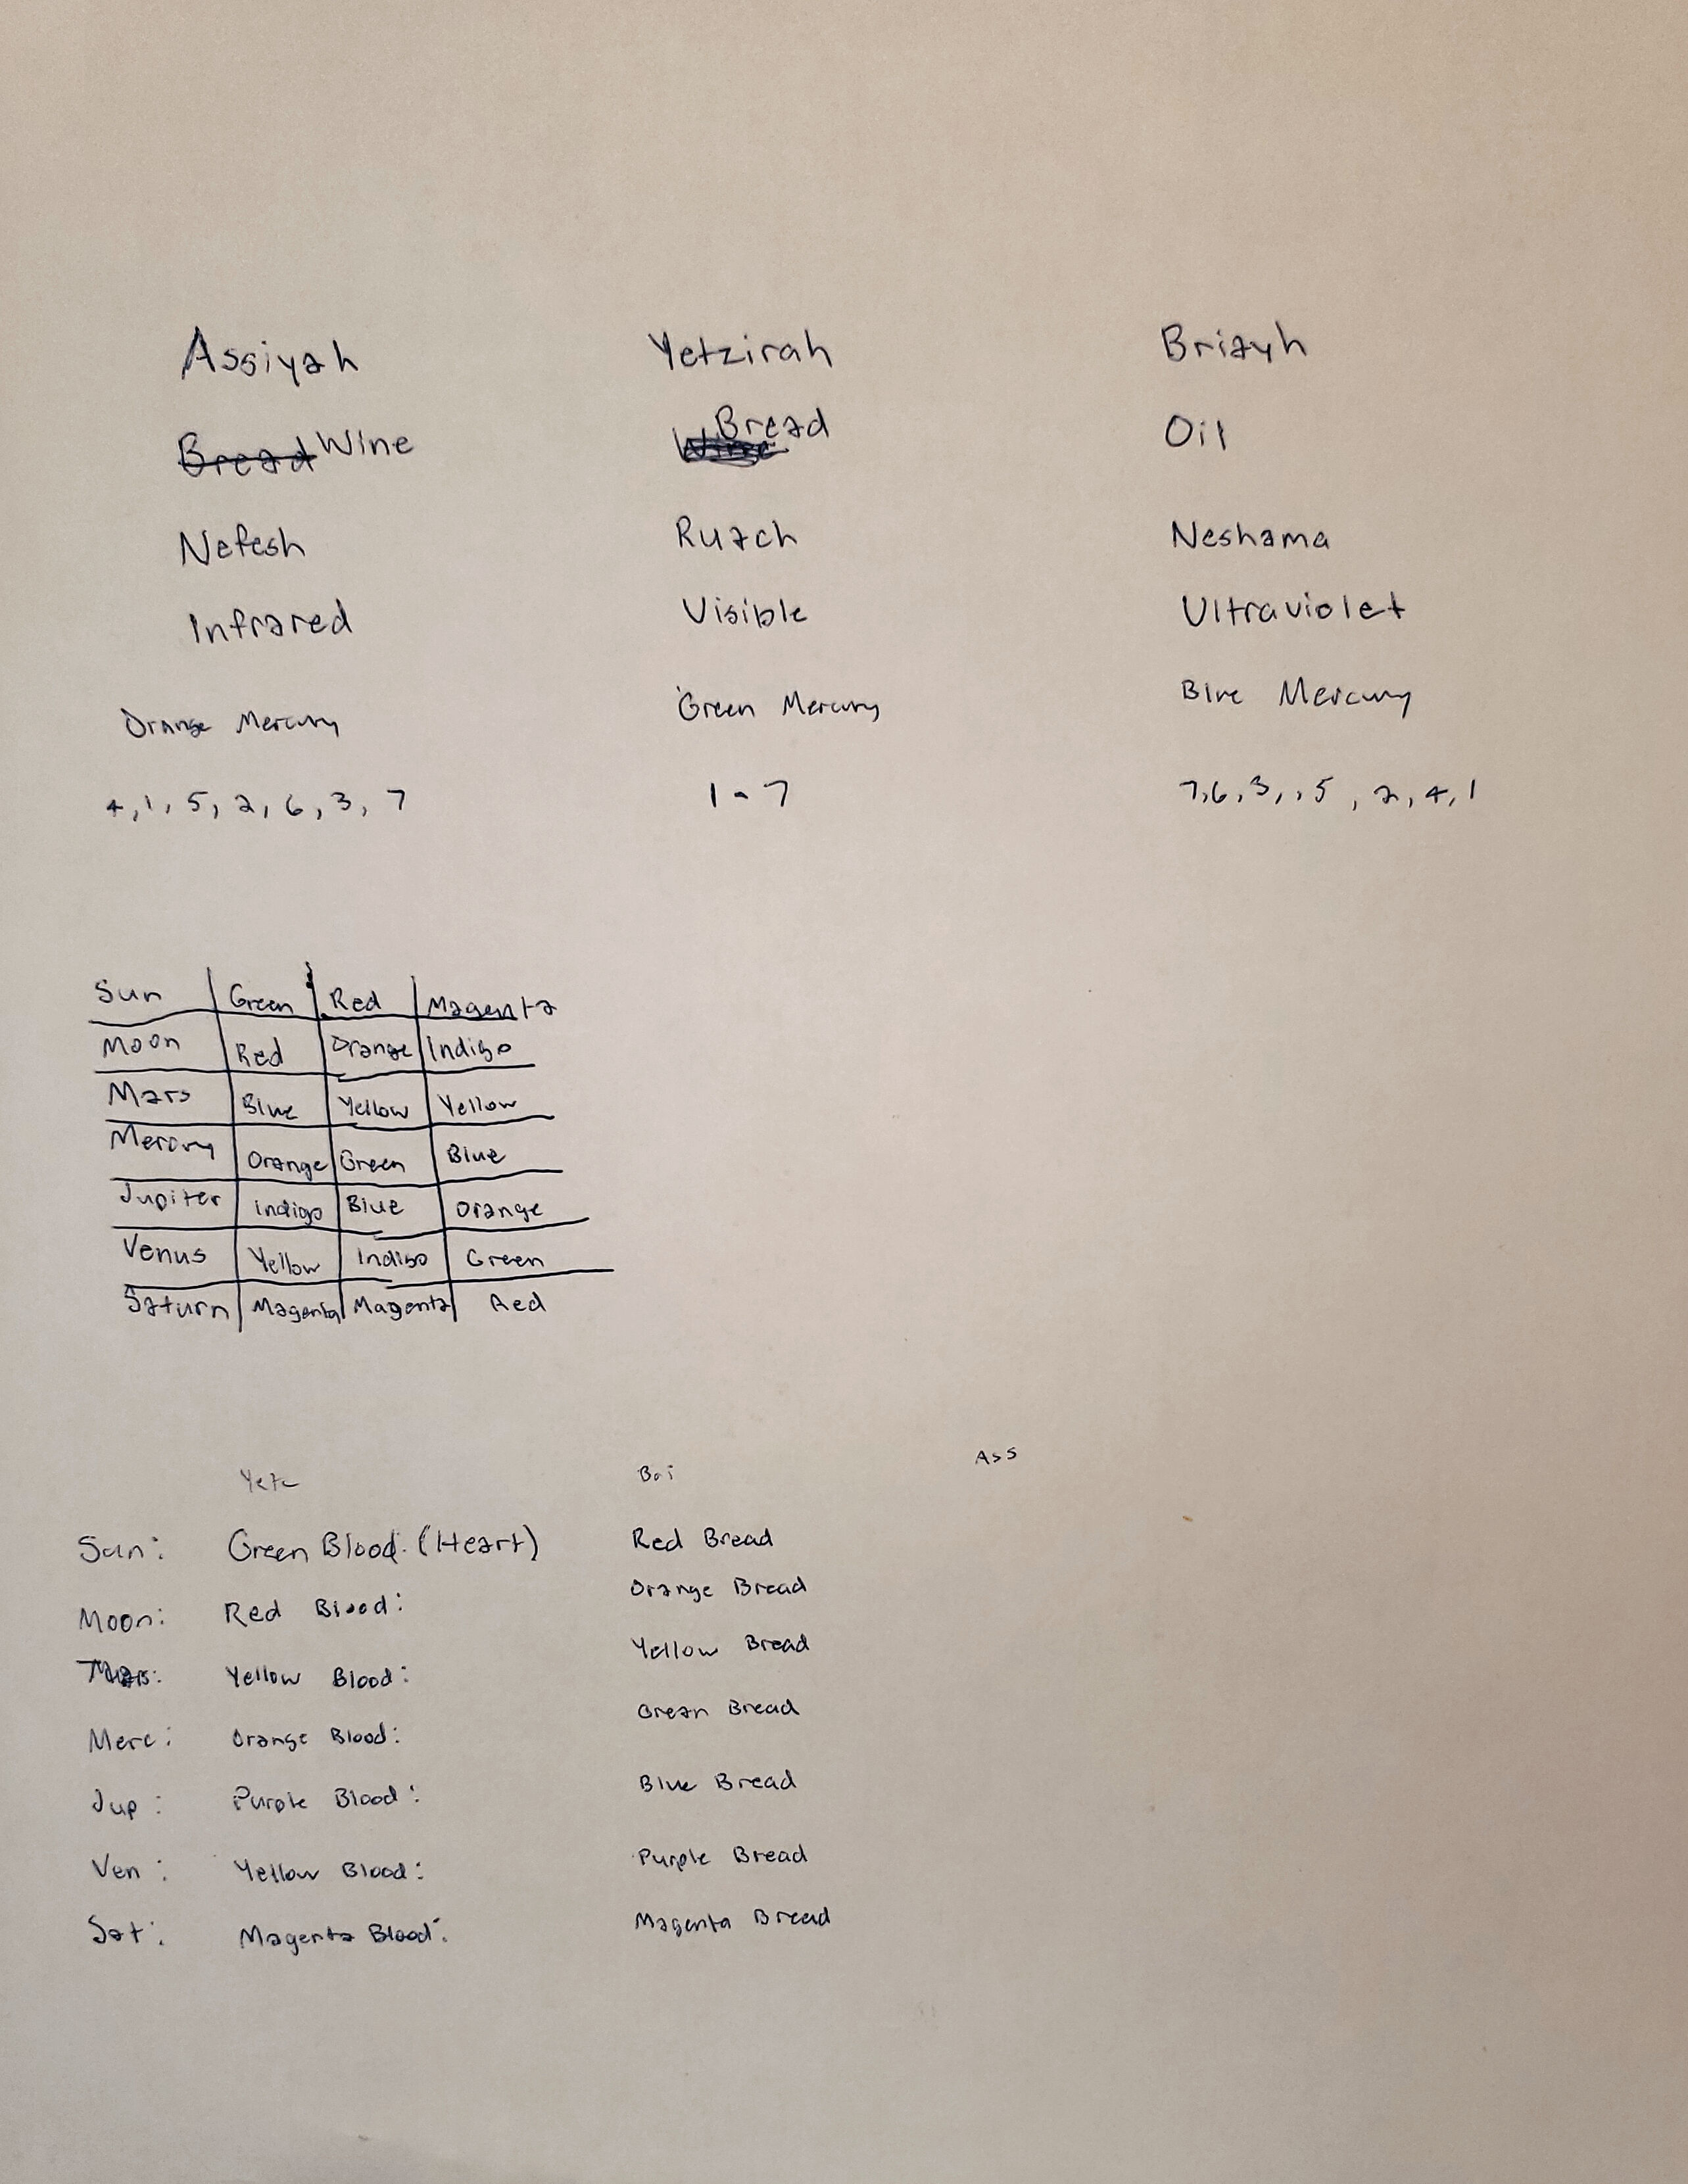 Assiyah Yetzirah Briayh
Bread Wine Wine Bread Oil
Nefesh Ruach Neshama
Infrared Visible Ultraviolet
Orange Mercury Green Mercury Blue Mercury
4, 1, 5, 2, 6, 3, 7 1-7 7,6,3,,5,2,4,1
Sun Green Red Magenta
Moon Red Orange Indigo
Mars Blue Yellow Yellow
Mercury Orange Green Blue
Jupiter Indigo Blue Orange
Venus Yellow Indigo Green
Saturn Magenta Magenta Red
Yetz Bri Ass
Sun: Green Blood: (Heart) Red Bread
Moon: Red Blood: Orange Bread
Mars: Yellow Blood: Yellow Bread
Merc: Orange Blood: Green Bread
Jup: Purple Blood: Blue Bread
Ven: Yellow Blood: Purple Bread
Sat: Magenta Blood: Magenta Bread